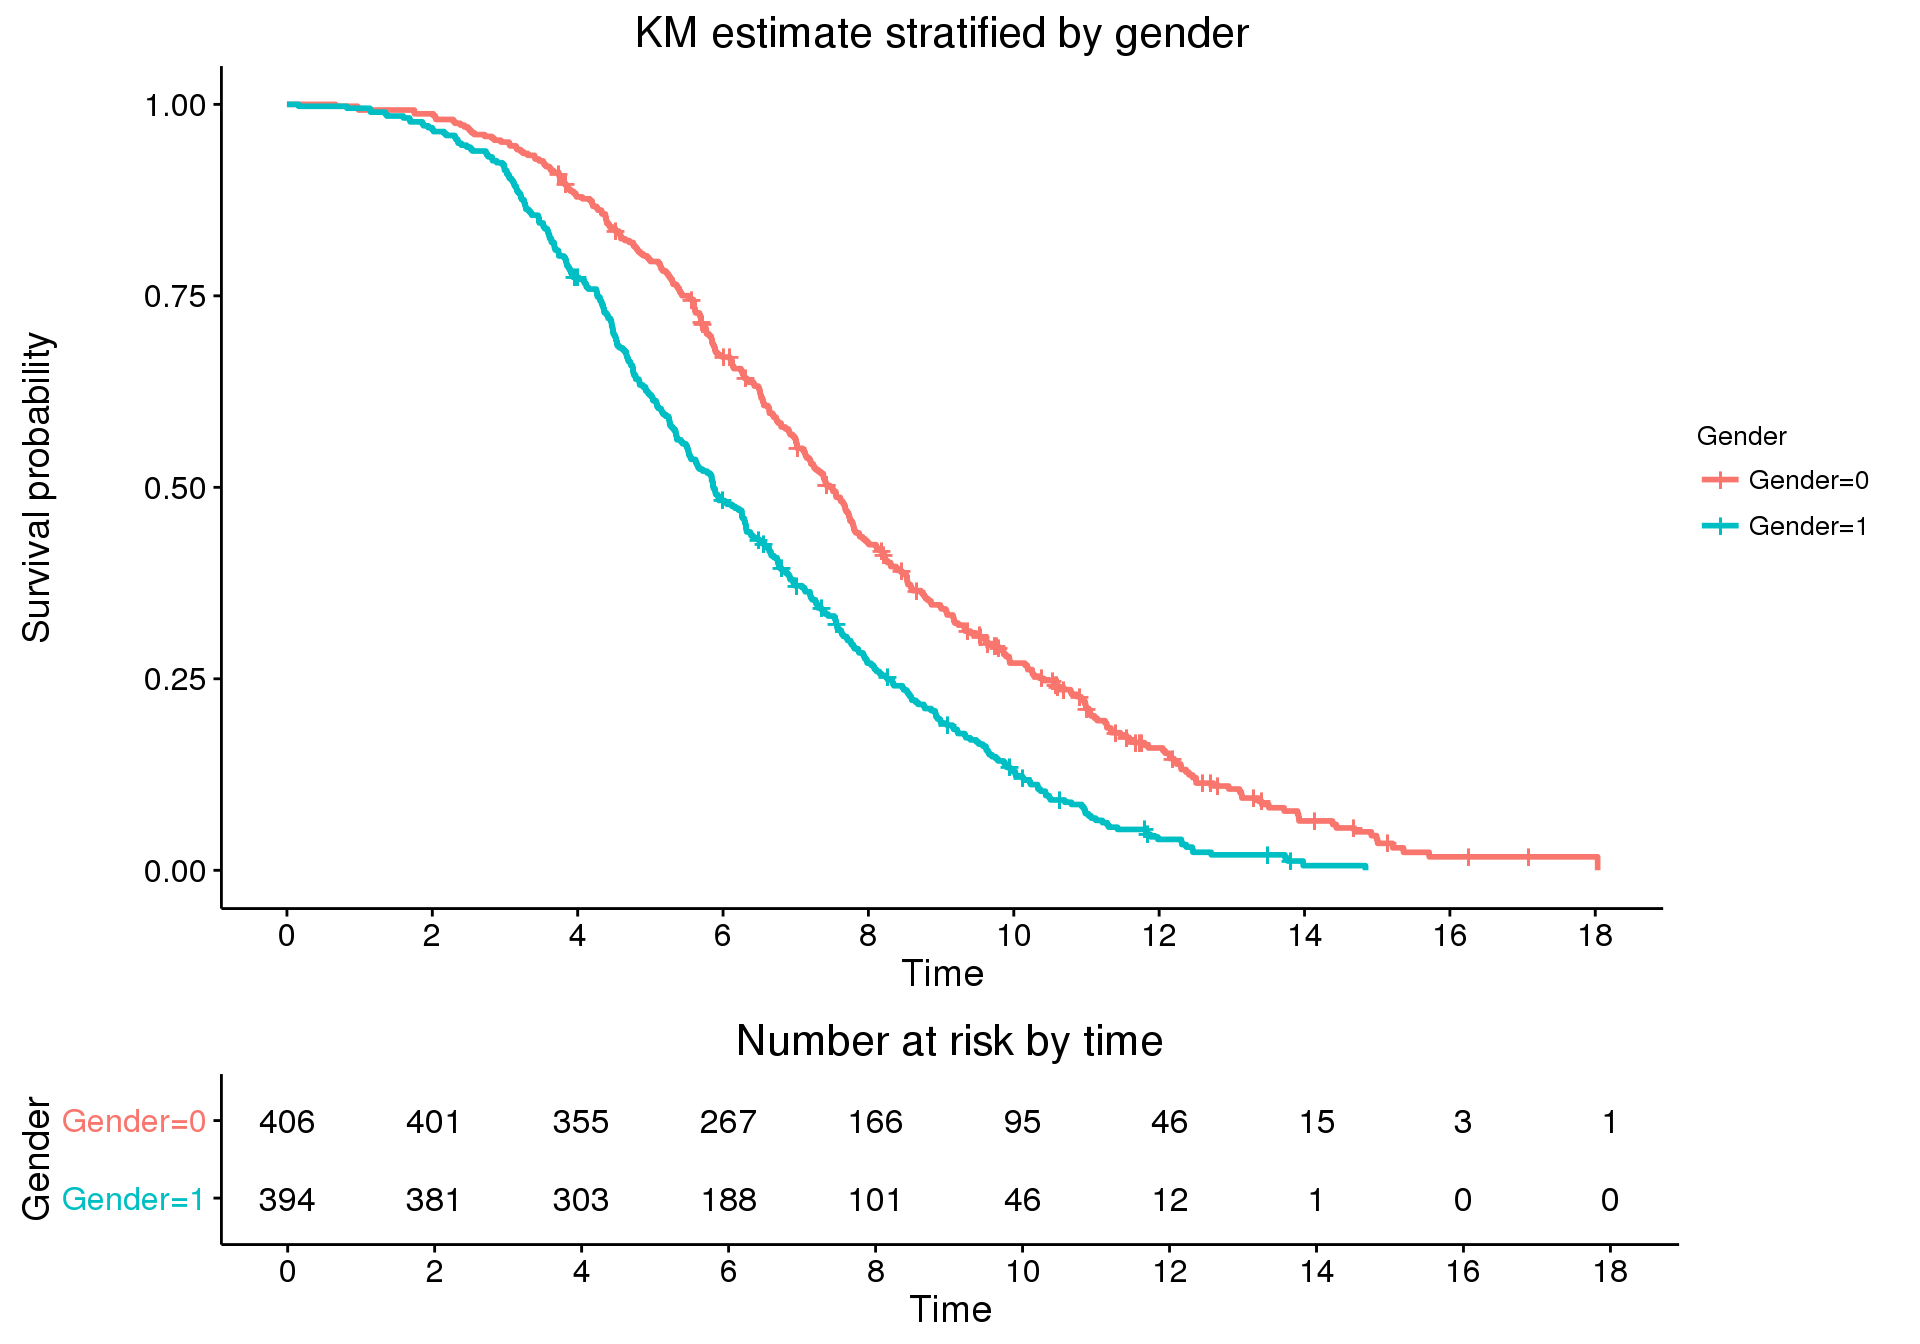 KM estimate stratified by gender
Survival probability
1.00
0.75
0.50
0.25
0.00
0 2 4 6 8 10 12 14 16 18
Time
Gender
Gender=0
Gender=1
Number at risk by time
Gender
Gender=0 406 401 355 267 166 95 46 15 3 1
Gender=1 394 381 303 188 101 46 12 1 0 0
0 2 4 6 8 10 12 14 16 18
Time